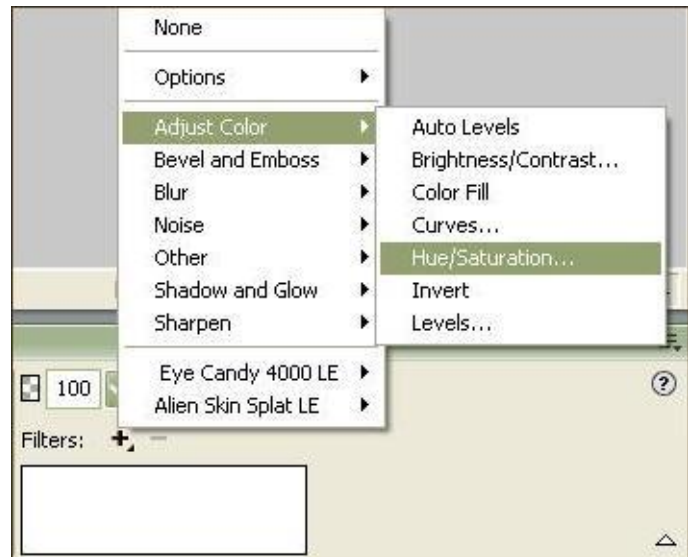 None
Options
Adjust Color
Bevel and Emboss
Blur
Noise
Other
Shadow and Glow
Sharpen
Eye Candy 4000 LE
Alien Skin Splat LE
Auto Levels
Brightness/Contrast...
Color Fill
Curves...
Hue/Saturation...
Invert
Levels...
100
?
Filters: